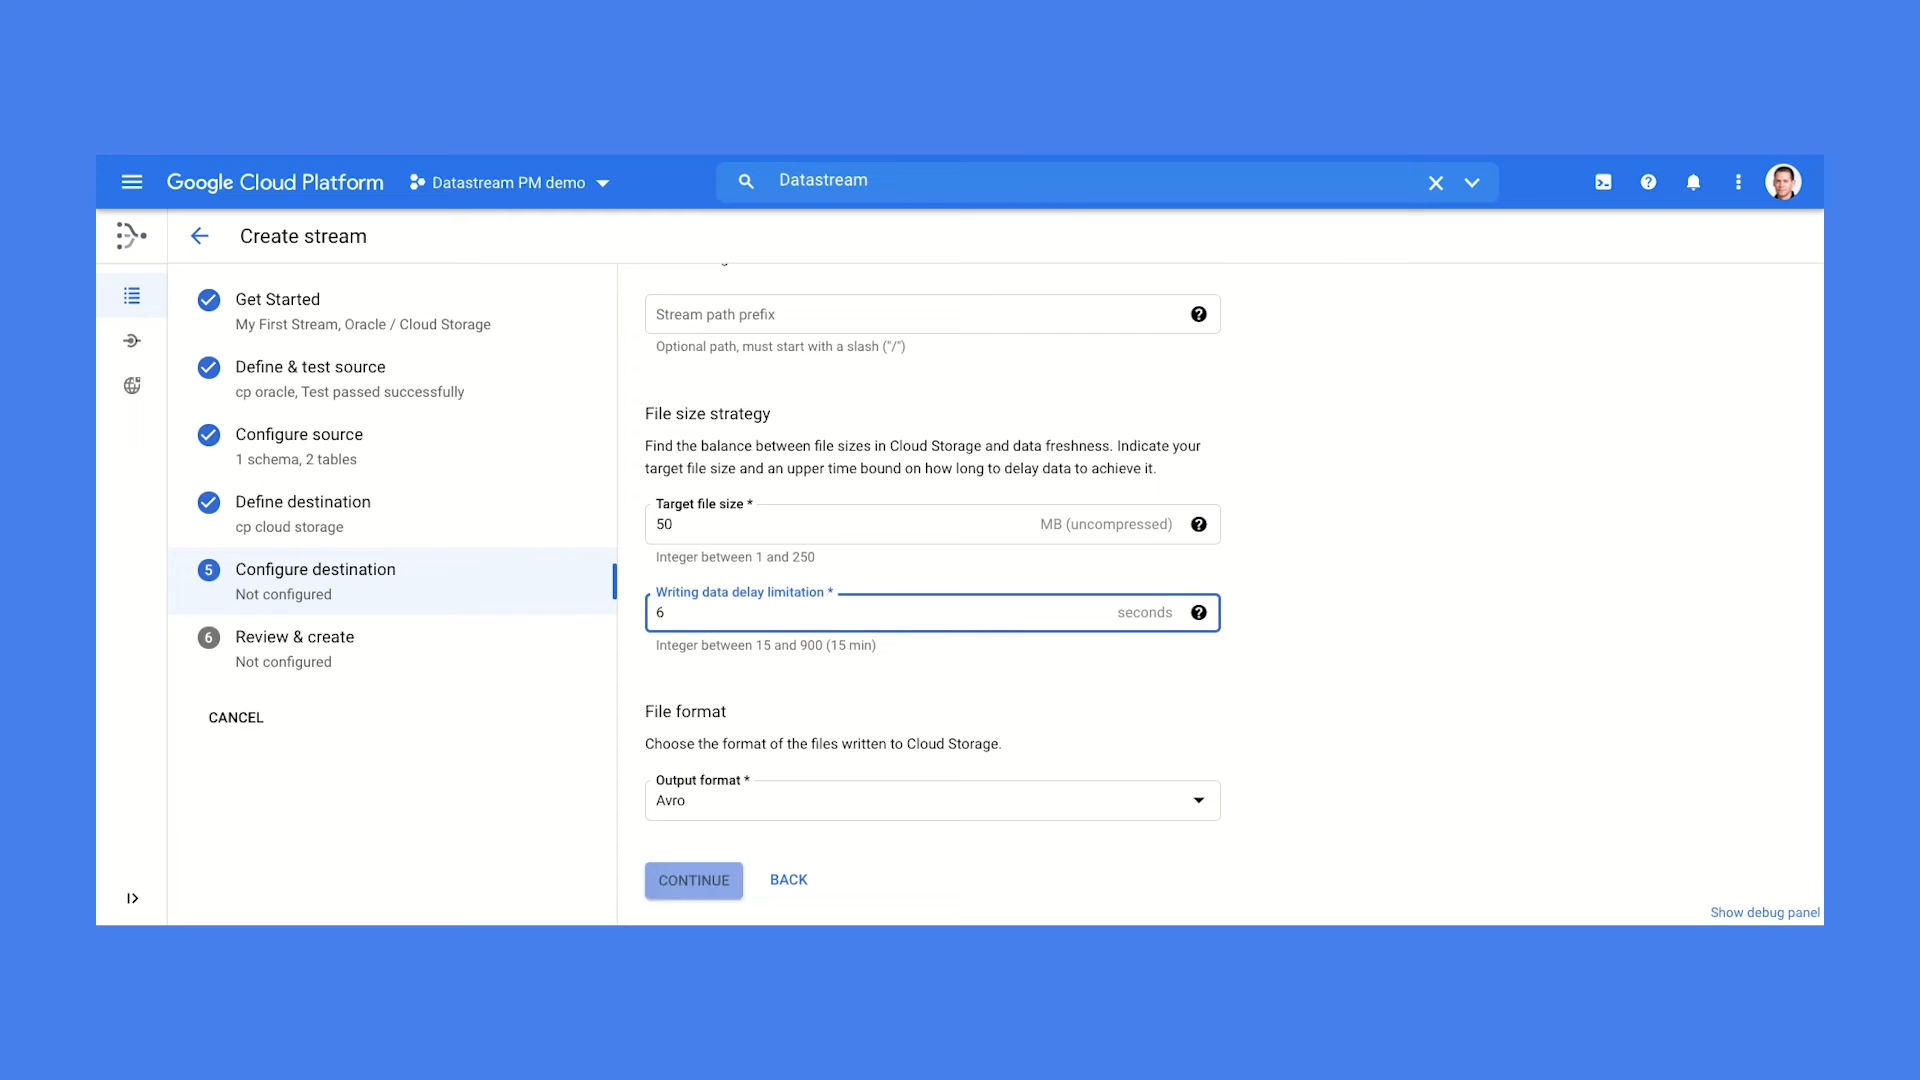 Google Cloud Platform
Datastream PM demo
Datastream
Create stream
Get Started
My First Stream, Oracle / Cloud Storage
Define & test source
cp oracle, Test passed successfully
Configure source
1 schema, 2 tables
Define destination
cp cloud storage
5
Configure destination
Not configured
6
Review & create
Not configured
CANCEL
Stream path prefix
Optional path, must start with a slash ("/")
File size strategy
Find the balance between file sizes in Cloud Storage and data freshness. Indicate your
target file size and an upper time bound on how long to delay data to achieve it.
Target file size *
50 MB (uncompressed)
Integer between 1 and 250
Writing data delay limitation *
6 seconds
Integer between 15 and 900 (15 min)
File format
Choose the format of the files written to Cloud Storage.
Output format *
Avro
CONTINUE
BACK
Show debug panel